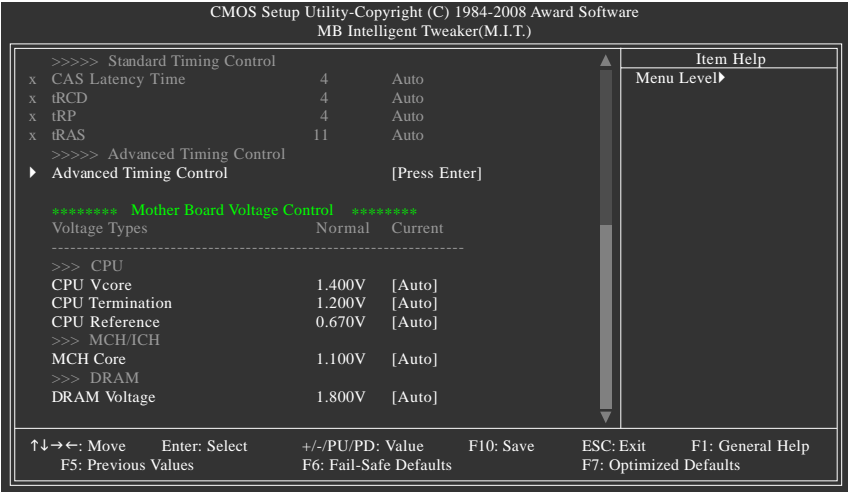 CMOS Setup Utility-Copyright (C) 1984-2008 Award Software
MB Intelligent Tweaker(M.I.T.)
>>>>> Standard Timing Control
x CAS Latency Time 4 Auto
x tRCD 4 Auto
x tRP 4 Auto
x tRAS 11 Auto
>>>>> Advanced Timing Control
Advanced Timing Control [Press Enter]
******** Mother Board Voltage Control ********
Voltage Types Normal Current
-----------------------------------------------------------------
>>> CPU
CPU Vcore 1.400V [Auto]
CPU Termination 1.200V [Auto]
CPU Reference 0.670V [Auto]
>>> MCH/ICH
MCH Core 1.100V [Auto]
>>> DRAM
DRAM Voltage 1.800V [Auto]
Item Help
Menu Level
↑↓→←: Move Enter: Select +/-/PU/PD: Value F10: Save ESC: Exit F1: General Help
F5: Previous Values F6: Fail-Safe Defaults F7: Optimized Defaults